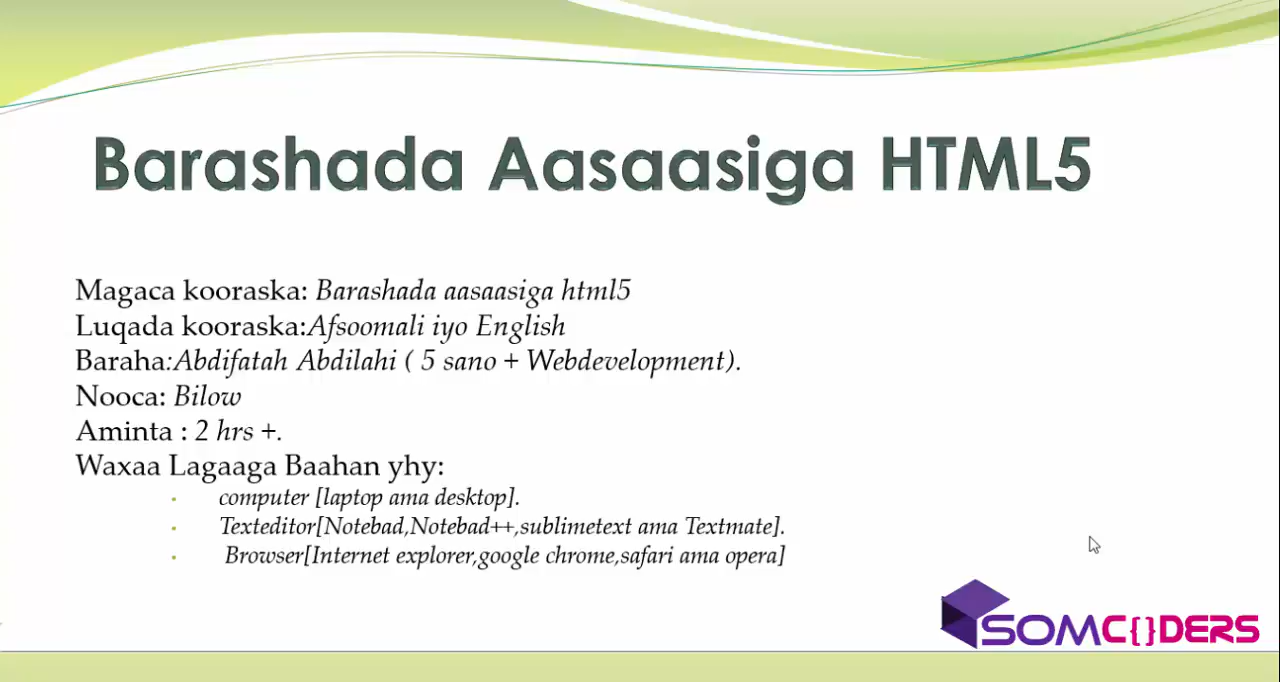 Barashada Aasaasiga HTML5
Magaca kooraska: Barashada aasaasiga html5
Luqada kooraska:Afsoomali iyo English
Baraha:Abdifatah Abdilahi ( 5 sano + Webdevelopment).
Nooca: Bilow
Aminta : 2 hrs +.
Waxaa Lagaaga Baahan yhy:
• computer [laptop ama desktop].
• Texteditor[Notebad,Notebad++,sublimetext ama Textmate].
• Browser[Internet explorer,google chrome,safari ama opera]
SOMC{}DERS